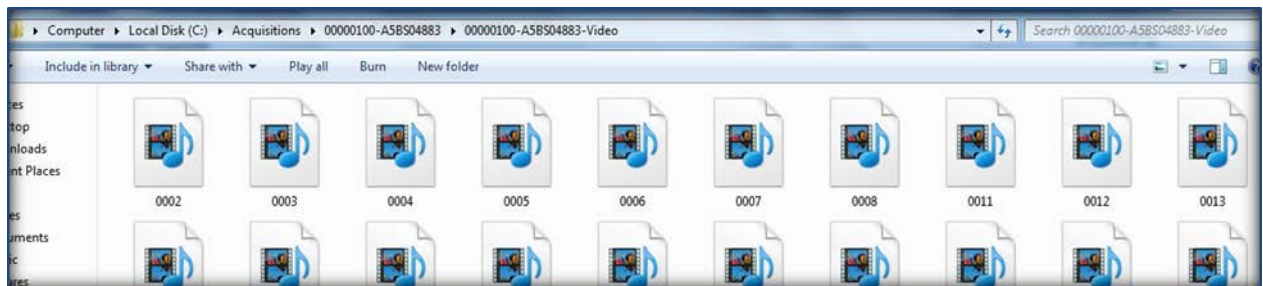 Computer Local Disk (C:) Acquisitions 00000100-A5BS04883 00000100-A5BS04883-Video Search 00000100-A5BS04883-Video
Include in library Share with Play all Burn New folder
0002 0003 0004 0005 0006 0007 0008 0011 0012 0013